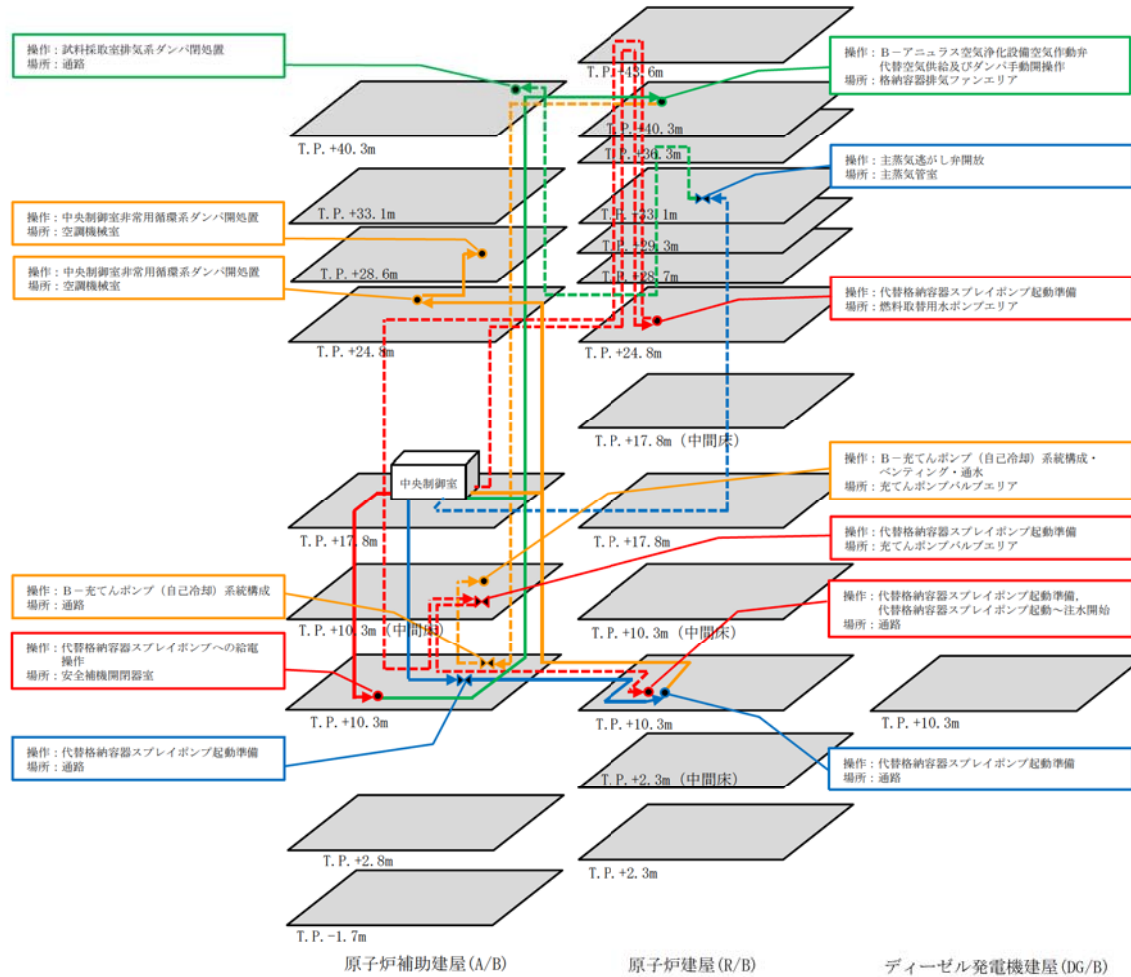 操作：試料採取室排気系ダンパ閉処置
場所：通路
操作：中央制御室非常用循環系ダンパ開処置
場所：空調機械室
操作：中央制御室非常用循環系ダンパ開処置
場所：空調機械室
操作：B－充てんポンプ（自己冷却）系統構成
場所：通路
操作：代替格納容器スプレイポンプへの給電
操作
場所：安全補機開閉器室
操作：代替格納容器スプレイポンプ起動準備
場所：通路
T.P.+40.3m
T.P.+33.1m
T.P.+28.6m
T.P.+24.8m
中央制御室
T.P.+17.8m
T.P.+10.3m（中間床）
T.P.+10.3m
T.P.+2.8m
T.P.-1.7m
原子炉補助建屋(A/B)
T.P.+43.6m
T.P.+40.3m
T.P.+36.3m
T.P.+33.1m
T.P.+29.3m
T.P.+28.7m
T.P.+24.8m
T.P.+17.8m（中間床）
T.P.+17.8m
T.P.+10.3m（中間床）
T.P.+10.3m
T.P.+2.3m（中間床）
T.P.+2.3m
原子炉建屋(R/B)
操作：B－アニュラス空気浄化設備空気作動弁
代替空気供給及びダンパ手動開操作
場所：格納容器排気ファンエリア
操作：主蒸気逃がし弁開放
場所：主蒸気管室
操作：代替格納容器スプレイポンプ起動準備
場所：燃料取替用水ポンプエリア
操作：B－充てんポンプ（自己冷却）系統構成・
ベンティング・通水
場所：充てんポンプバルブエリア
操作：代替格納容器スプレイポンプ起動準備
場所：充てんポンプバルブエリア
操作：代替格納容器スプレイポンプ起動準備，
代替格納容器スプレイポンプ起動～注水開始
場所：通路
T.P.+10.3m
操作：代替格納容器スプレイポンプ起動準備
場所：通路
ディーゼル発電機建屋(DG/B)